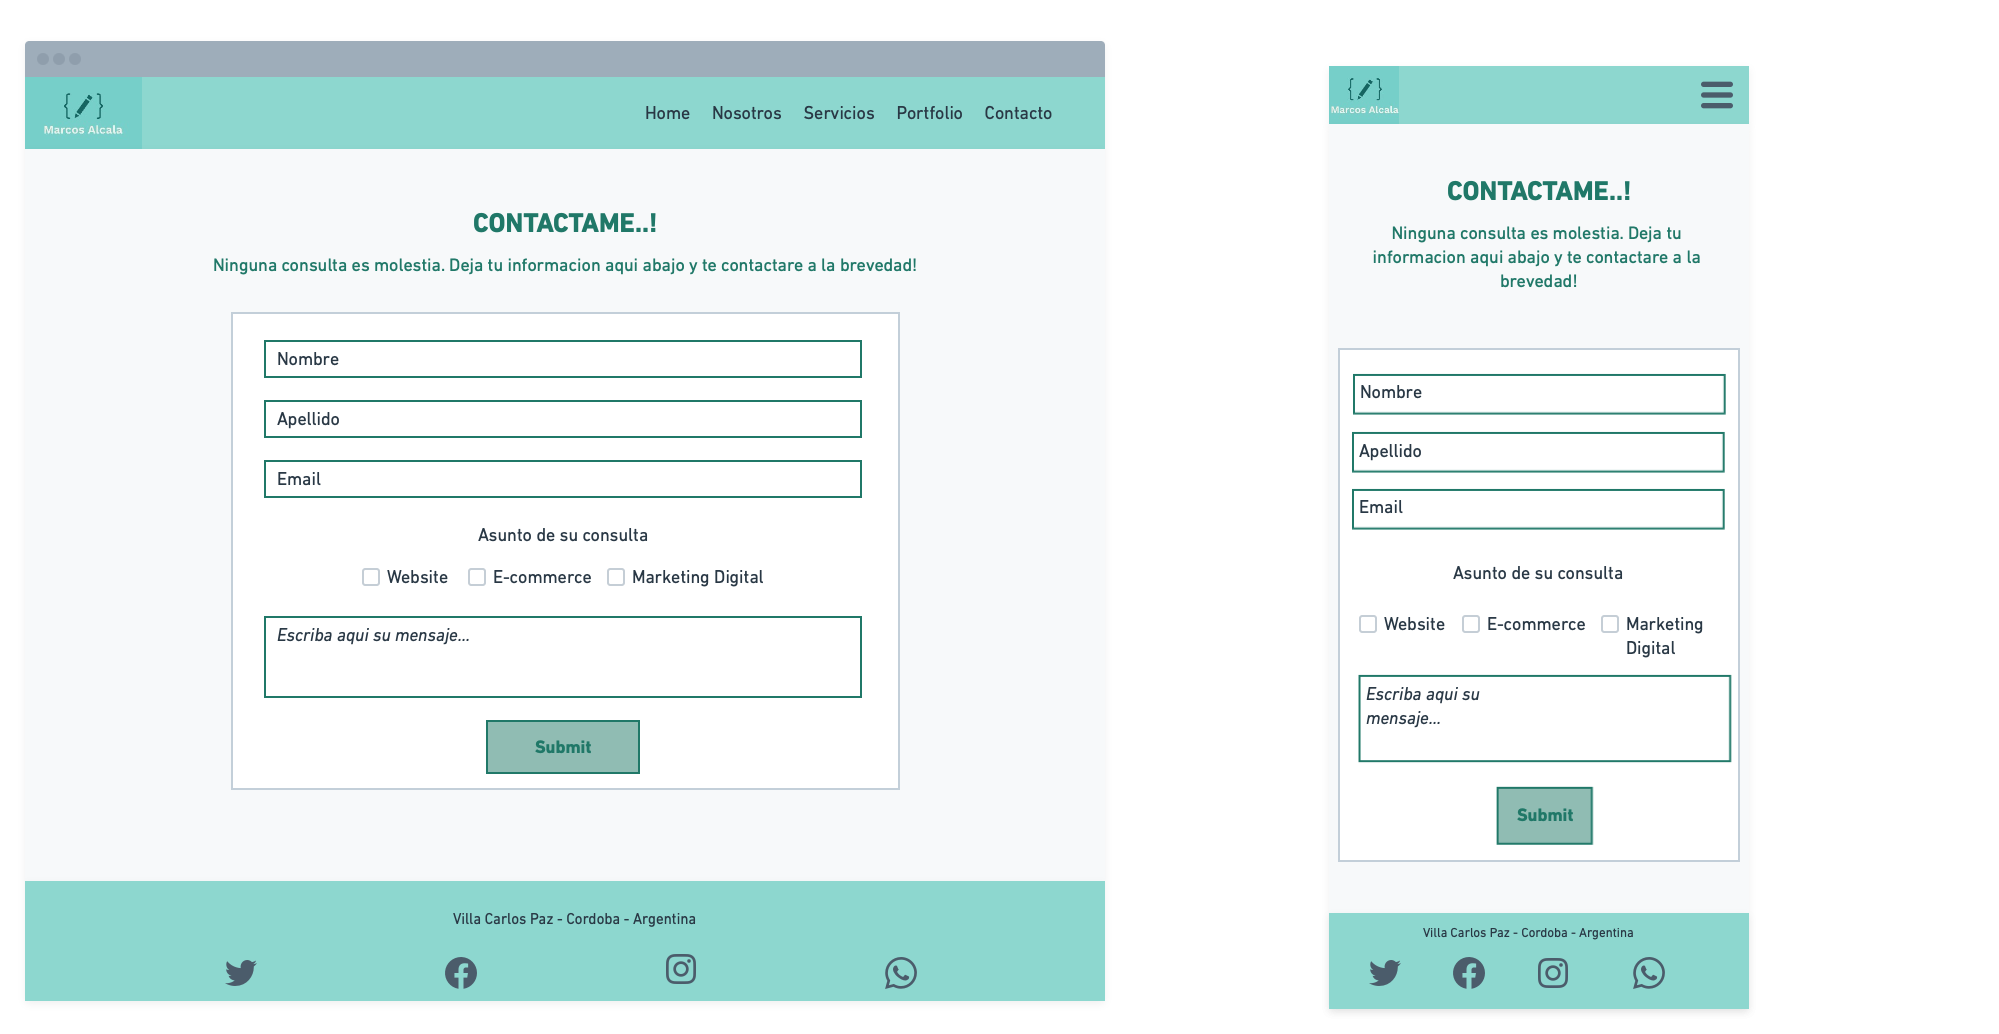 Marcos Alcala
Home Nosotros Servicios Portfolio Contacto
CONTACTAME..!
Ninguna consulta es molestia. Deja tu informacion aqui abajo y te contactare a la brevedad!
Nombre
Apellido
Email
Asunto de su consulta
Website E-commerce Marketing Digital
Escriba aqui su mensaje...
Submit
Villa Carlos Paz - Cordoba - Argentina
Marcos Alcala
CONTACTAME..!
Ninguna consulta es molestia. Deja tu
informacion aqui abajo y te contactare a la
brevedad!
Nombre
Apellido
Email
Asunto de su consulta
Website E-commerce Marketing
Digital
Escriba aqui su
mensaje...
Submit
Villa Carlos Paz - Cordoba - Argentina